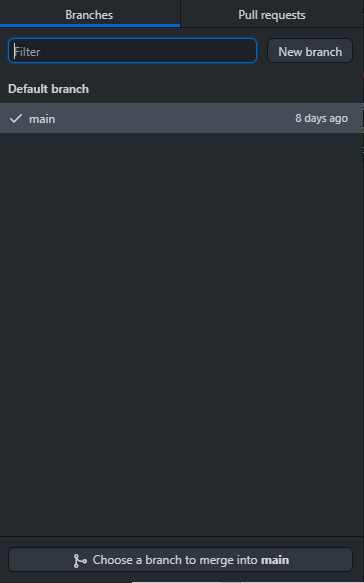 Branches Pull requests
Filter New branch
Default branch
main 8 days ago
Choose a branch to merge into main